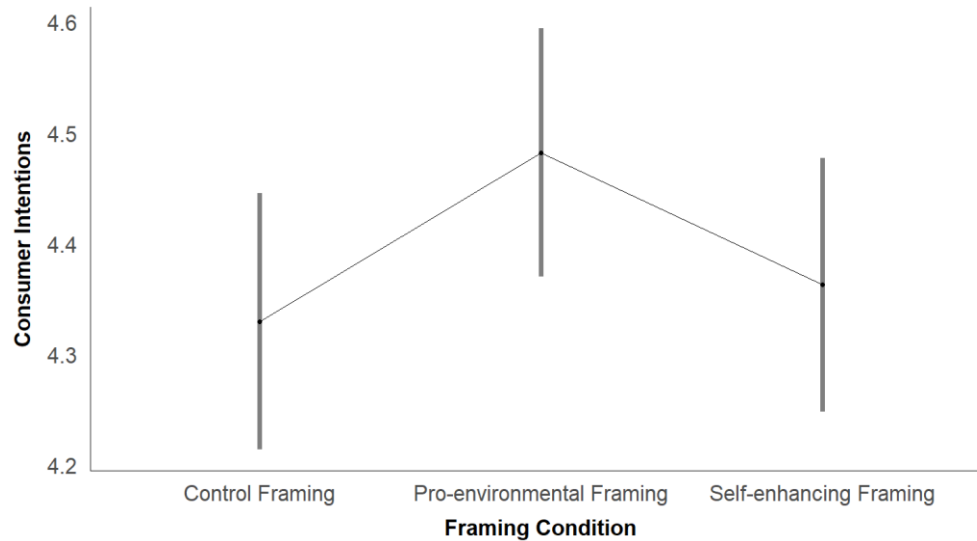 4.6
4.5
4.4
4.3
4.2
Consumer Intentions
Control Framing
Pro-environmental Framing
Self-enhancing Framing
Framing Condition